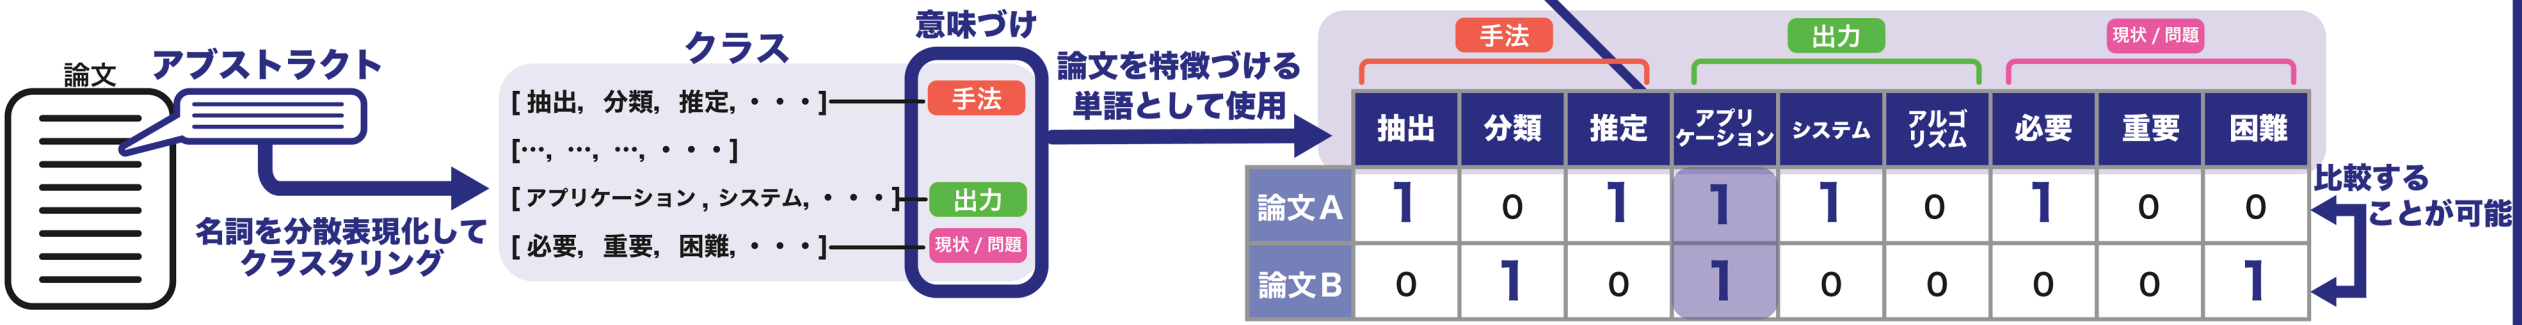 論文
アブストラクト
名詞を分散表現化して
クラスタリング
クラス
[ 抽出, 分類, 推定, ・・・]
[…, …, …, ・・・]
[ アプリケーション , システム, ・・・]
[ 必要, 重要, 困難, ・・・]
意味づけ
手法
出力
現状 / 問題
論文を特徴づける
単語として使用
手法 出力 現状 / 問題
抽出 分類 推定 アプリ
ケーション システム アルゴ
リズム 必要 重要 困難
論文A 1 0 1 1 1 0 1 0 0
論文B 0 1 0 1 0 0 0 0 1
比較する
ことが可能